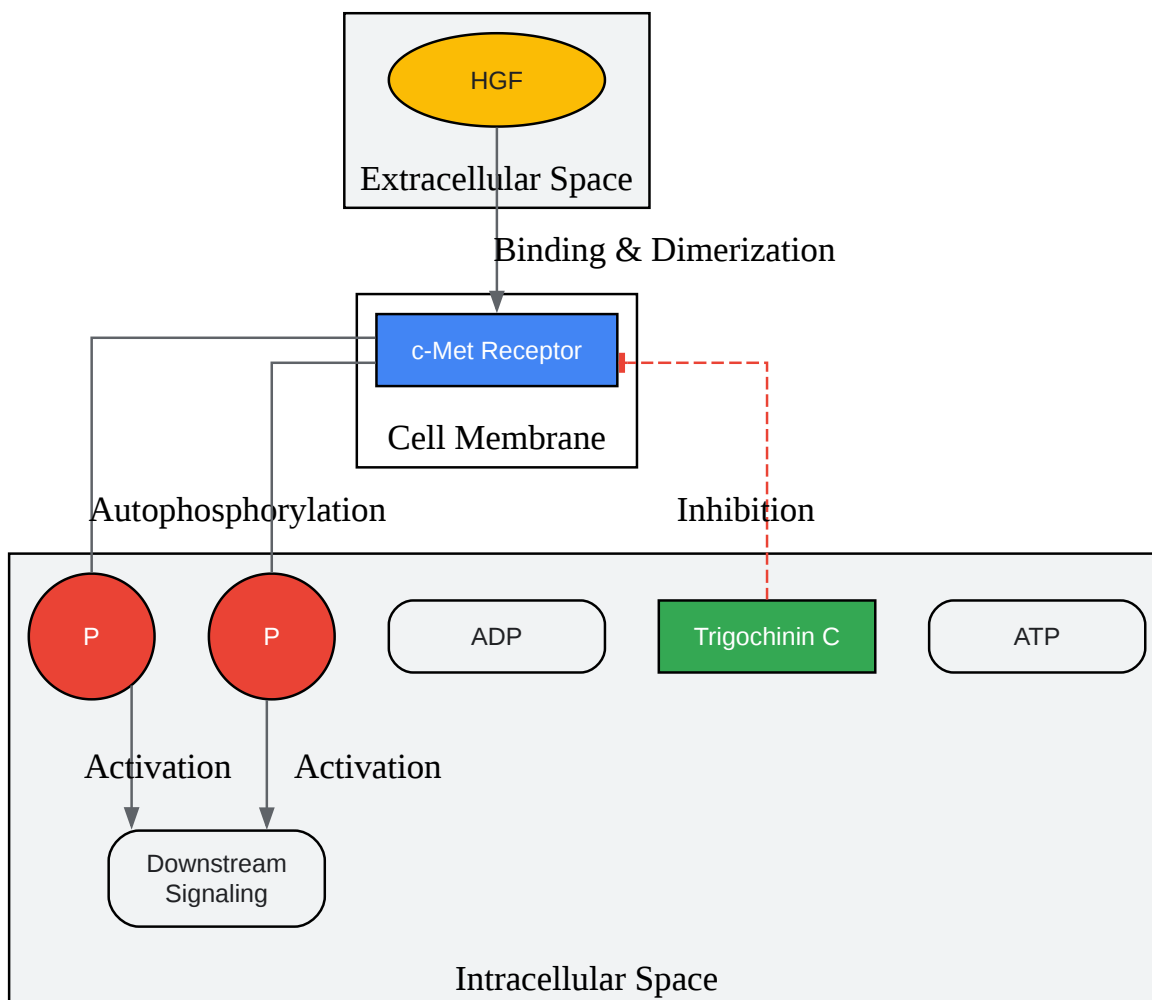 HGF
Extracellular Space
Binding & Dimerization
c-Met Receptor
Cell Membrane
Autophosphorylation
Inhibition
P
P
ADP
Trigochinin C
ATP
Activation
Activation
Downstream
Signaling
Intracellular Space